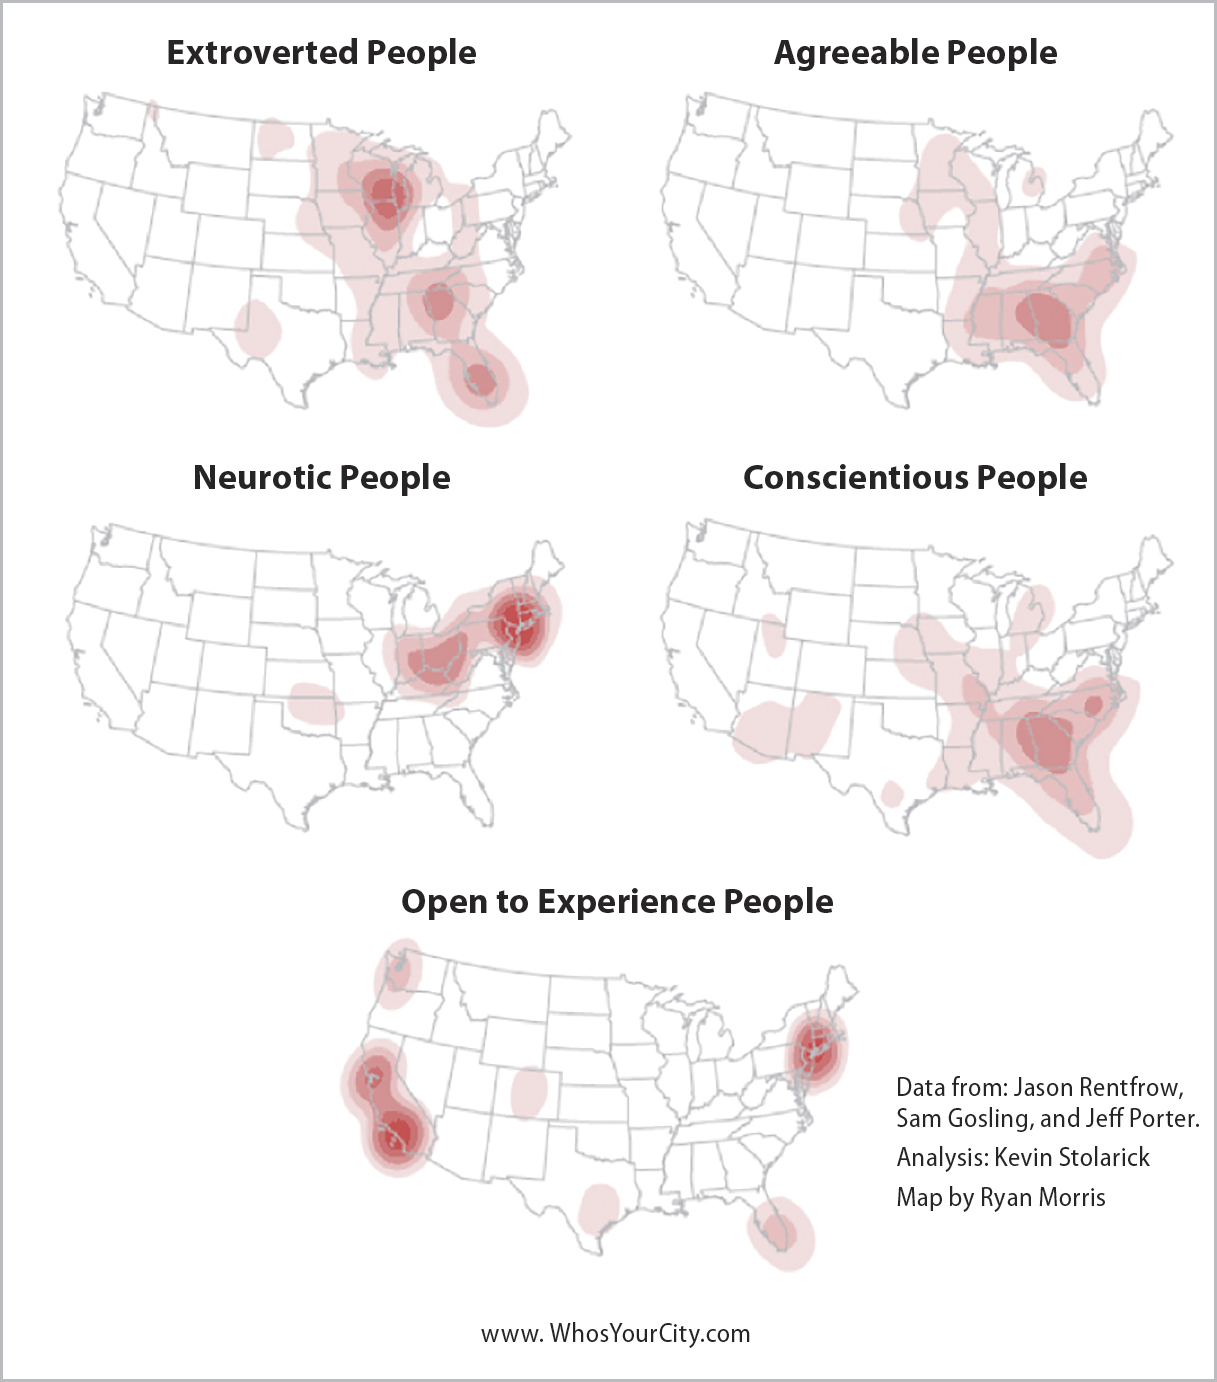 Extroverted People
Agreeable People
Neurotic People
Conscientious People
Open to Experience People
Data from: Jason Rentfrow,
Sam Gosling, and Jeff Porter.
Analysis: Kevin Stolarick
Map by Ryan Morris
www. WhosYourCity.com